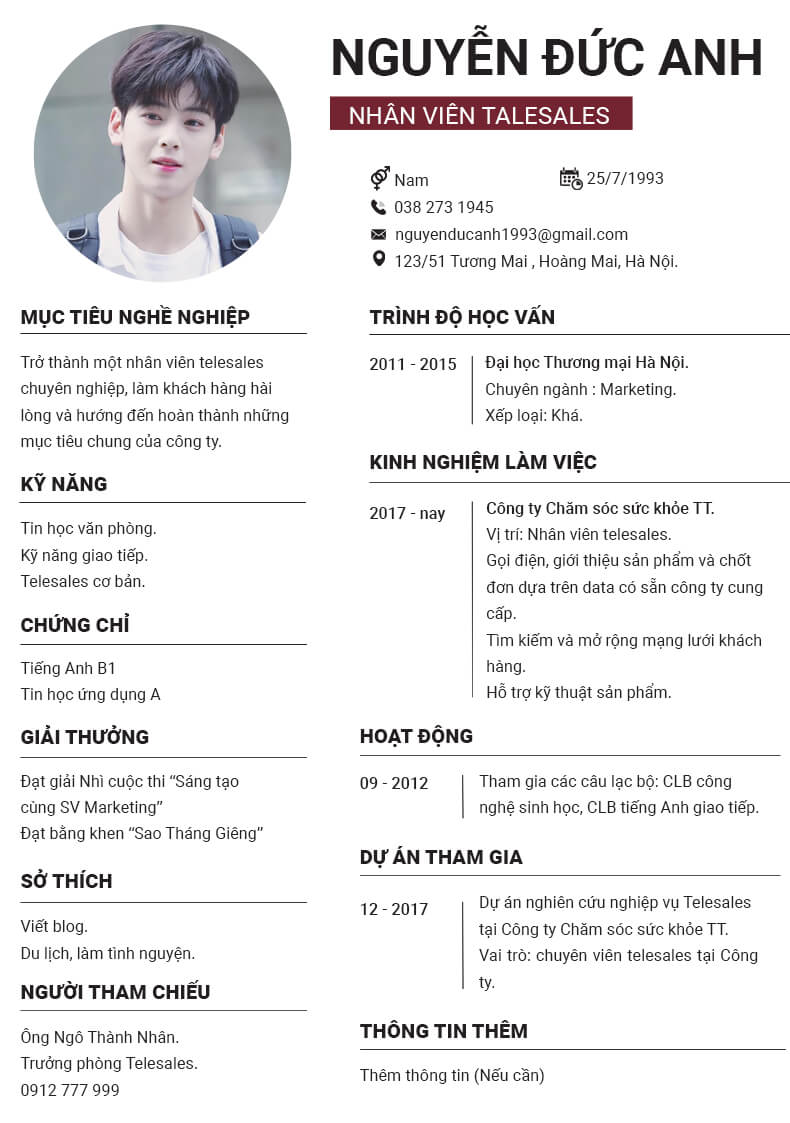 NGUYỄN ĐỨC ANH
NHÂN VIÊN TALESALES
Nam
25/7/1993
038 273 1945
nguyenducanh1993@gmail.com
123/51 Tương Mai , Hoàng Mai, Hà Nội.
MỤC TIÊU NGHỀ NGHIỆP
Trở thành một nhân viên telesales
chuyên nghiệp, làm khách hàng hài
lòng và hướng đến hoàn thành những
mục tiêu chung của công ty.
KỸ NĂNG
Tin học văn phòng.
Kỹ năng giao tiếp.
Telesales cơ bản.
CHỨNG CHỈ
Tiếng Anh B1
Tin học ứng dụng A
GIẢI THƯỞNG
Đạt giải Nhì cuộc thi “Sáng tạo
cùng SV Marketing”
Đạt bằng khen “Sao Tháng Giêng”
SỞ THÍCH
Viết blog.
Du lịch, làm tình nguyện.
NGƯỜI THAM CHIẾU
Ông Ngô Thành Nhân.
Trưởng phòng Telesales.
0912 777 999
TRÌNH ĐỘ HỌC VẤN
2011 - 2015
Đại học Thương mại Hà Nội.
Chuyên ngành : Marketing.
Xếp loại: Khá.
KINH NGHIỆM LÀM VIỆC
2017 - nay
Công ty Chăm sóc sức khỏe TT.
Vị trí: Nhân viên telesales.
Gọi điện, giới thiệu sản phẩm và chốt
đơn dựa trên data có sẵn công ty cung
cấp.
Tìm kiếm và mở rộng mạng lưới khách
hàng.
Hỗ trợ kỹ thuật sản phẩm.
HOẠT ĐỘNG
09 - 2012
Tham gia các câu lạc bộ: CLB công
nghệ sinh học, CLB tiếng Anh giao tiếp.
DỰ ÁN THAM GIA
12 - 2017
Dự án nghiên cứu nghiệp vụ Telesales
tại Công ty Chăm sóc sức khỏe TT.
Vai trò: chuyên viên telesales tại Công
ty.
THÔNG TIN THÊM
Thêm thông tin (Nếu cần)